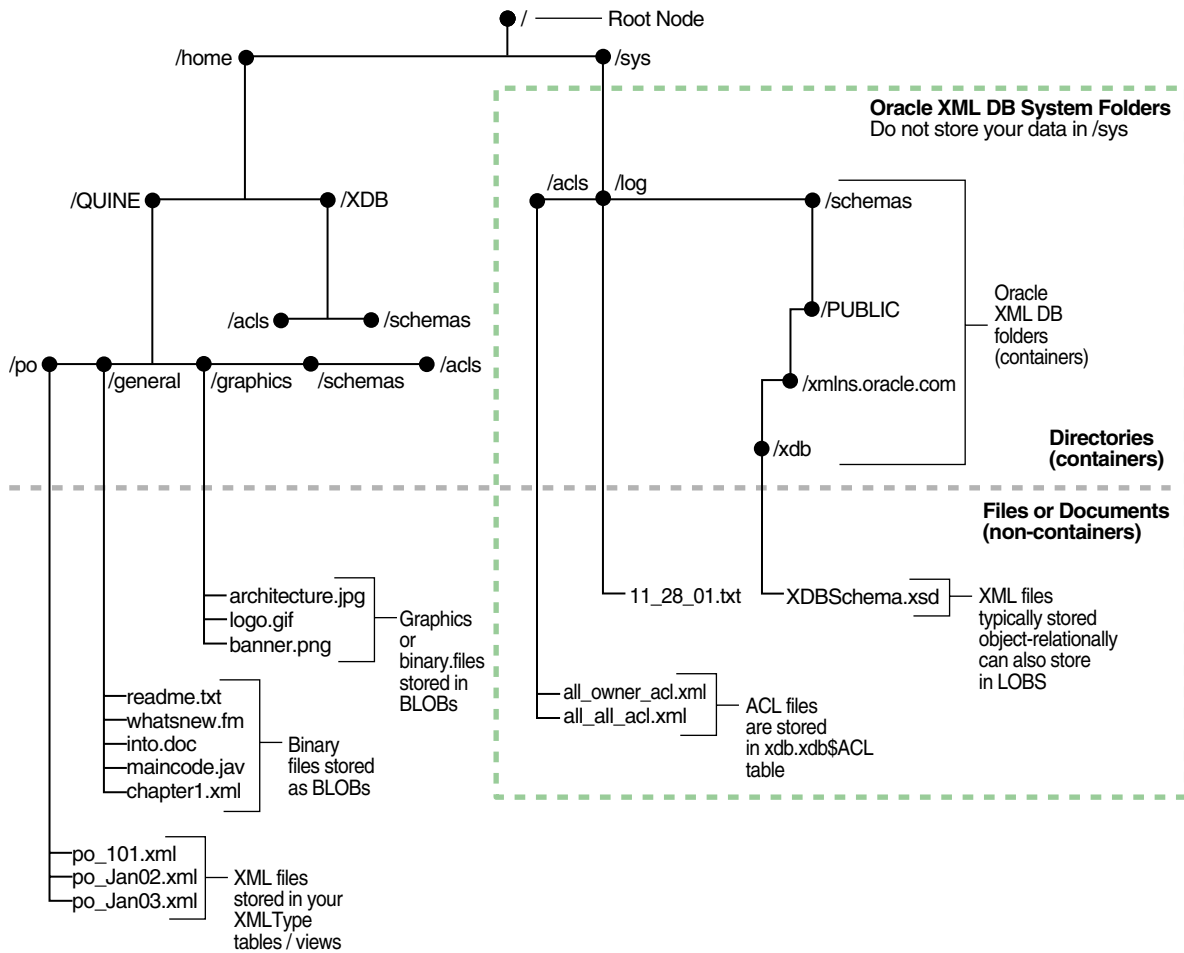 /
Root Node
/home
/sys
Oracle XML DB System Folders
Do not store your data in /sys
/QUINE
/XDB
/acls
/log
/schemas
/acls
/schemas
/PUBLIC
/xmlns.oracle.com
/xdb
Oracle
XML DB
folders
(containers)
/po
/general
/graphics
/schemas
/acls
Directories
(containers)
Files or Documents
(non-containers)
architecture.jpg
logo.gif
banner.png
Graphics
or
binary.files
stored in
BLOBs
11_28_01.txt
XDBSchema.xsd
XML files
typically stored
object-relationally
can also store
in LOBS
readme.txt
whatsnew.fm
into.doc
maincode.jav
chapter1.xml
Binary
files stored
as BLOBs
all_owner_acl.xml
all_all_acl.xml
ACL files
are stored
in xdb.xdb$ACL
table
po_101.xml
po_Jan02.xml
po_Jan03.xml
XML files
stored in your
XMLType
tables / views